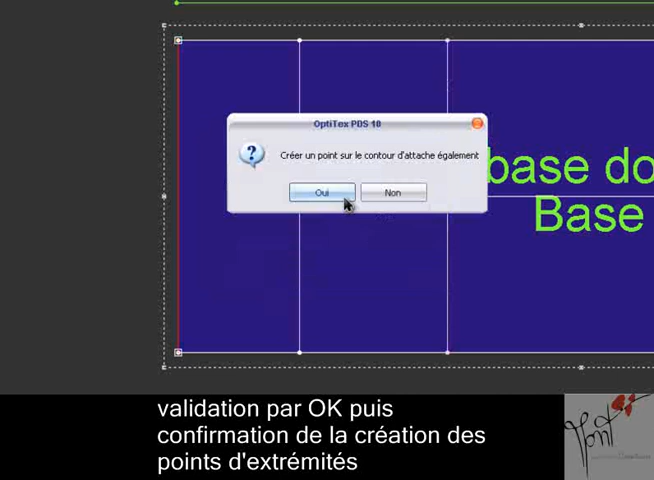 OptiTex PDS 10
Créer un point sur le contour d'attache également
Oui Non
base do
Base
validation par OK puis
confirmation de la création des
points d'extrémités